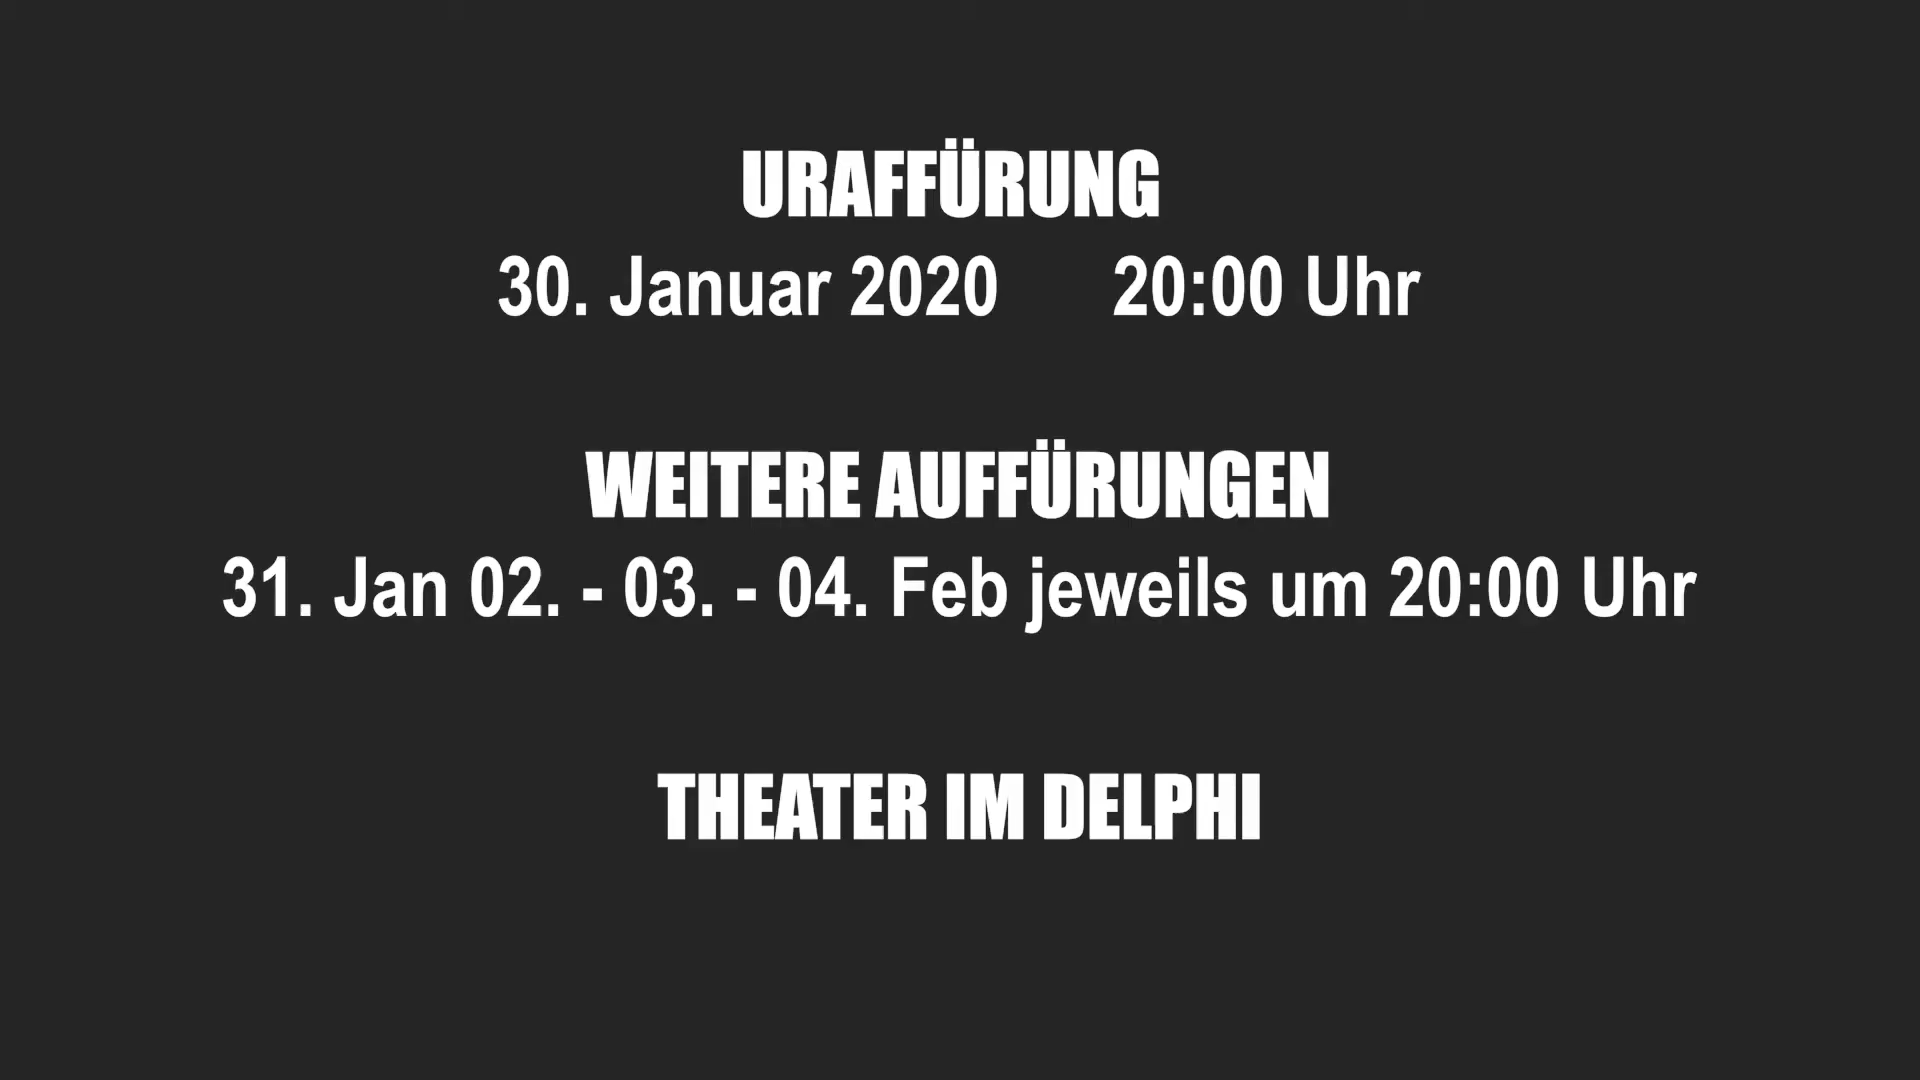 URAFFÜRUNG
30. Januar 2020 20:00 Uhr
WEITERE AUFFÜRUNGEN
31. Jan 02. - 03. - 04. Feb jeweils um 20:00 Uhr
THEATER IM DELPHI